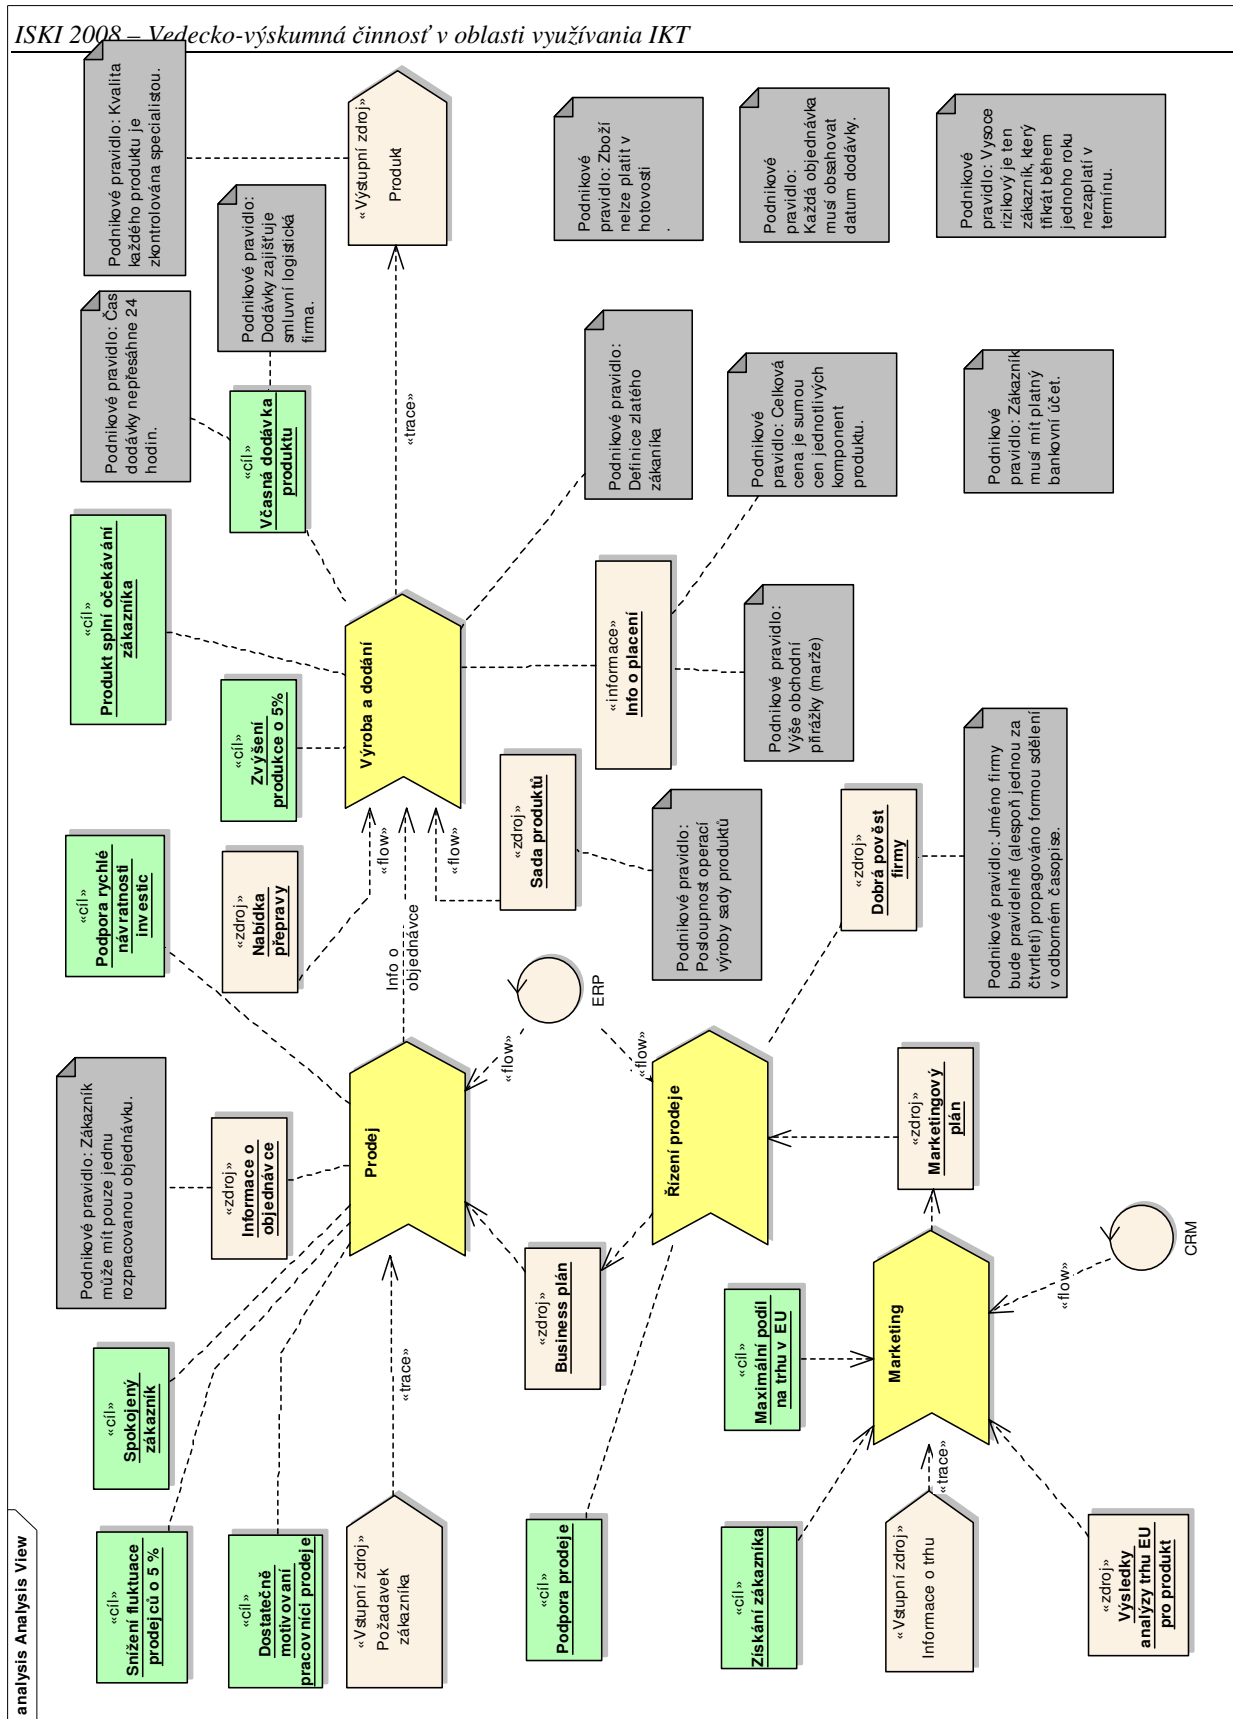 ISKI 2008 – Vedecko-výskumná činnosť v oblasti využívania IKT
analysis Analysis View
«cíl»
Snížení fluktuace
prodejců o 5 %
«cíl»
Spokojený
zákazník
«cíl»
Dostatečně
motivovaní
pracovníci prodeje
«Vstupní zdroj»
Požadavek
zákazníka
«trace»
Podnikové pravidlo: Zákazník
může mít pouze jednu
rozpracovanou objednávku.
«zdroj»
Informace o
objednávce
Prodej
«cíl»
Podpora rychlé
návratnosti
investic
«zdroj»
Nabídka
přepravy
«flow»
Info o
objednávce
«flow»
«cíl»
Produkt splní očekávání
zákazníka
«cíl»
Zvýšení
produkce o 5%
Výroba a dodání
Podnikové pravidlo: Čas
dodávky nepřesáhne 24
hodin.
«cíl»
Včasná dodávka
produktu
Podnikové pravidlo:
Dodávky zajišťuje
smluvní logistická
firma.
Podnikové pravidlo: Kvalita
každého produktu je
zkontrolována specialistou.
«Výstupní zdroj»
Produkt
«trace»
«cíl»
Podpora prodeje
«zdroj»
Business plán
«flow»
ERP
«flow»
Řízení prodeje
«zdroj»
Sada produktů
Podnikové pravidlo:
Posloupnost operací
výroby sady produktů
«informace»
Info o placení
Podnikové pravidlo:
Výše obchodní
přirážky (marže)
Podnikové pravidlo:
Definice zlatého
zákaníka
Podnikové
pravidlo: Celková
cena je sumou
cen jednotlivých
komponent
produktu.
Podnikové
pravidlo: Zboží
nelze platit v
hotovosti
.
Podnikové
pravidlo:
Každá objednávka
musí obsahovat
datum dodávky.
Podnikové
pravidlo: Vysoce
rizikový je ten
zákazník, který
třikrát během
jednoho roku
nezaplatí v
termínu.
Podnikové
pravidlo: Zákazník
musí mít platný
bankovní účet.
«zdroj»
Dobrá pověst
firmy
Podnikové pravidlo: Jméno firmy
bude pravidelně (alespoň jednou za
čtvrtletí) propagováno formou sdělení
v odborném časopise.
«zdroj»
Marketingový
plán
«cíl»
Získání zákazníka
«cíl»
Maximální podíl
na trhu v EU
«Vstupní zdroj»
Informace o trhu
«trace»
Marketing
«flow»
CRM
«zdroj»
Výsledky
analýzy trhu EU
pro produkt